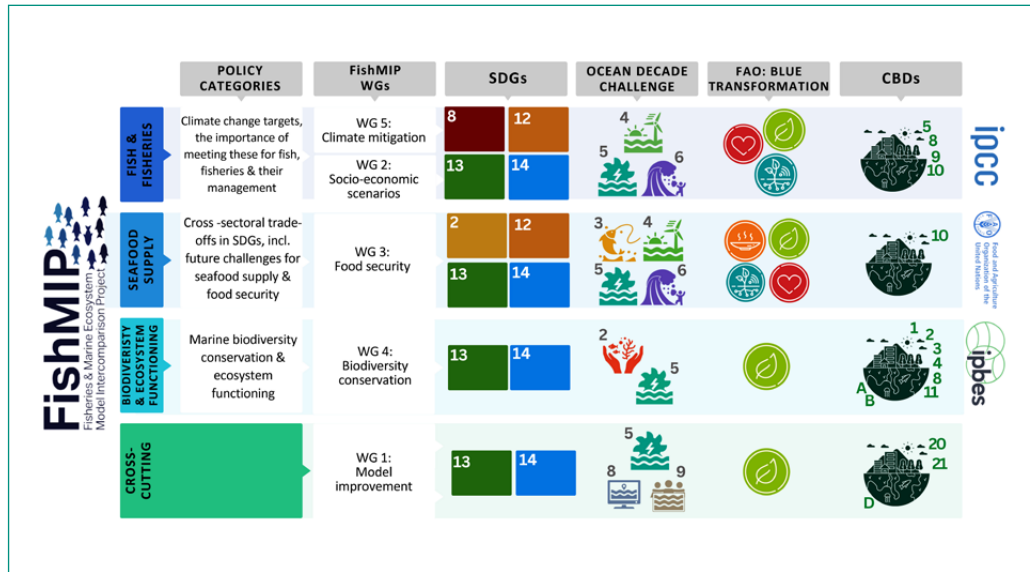 POLICY
CATEGORIES
FishMIP
WGs
SDGs
OCEAN DECADE
CHALLENGE
FAO: BLUE
TRANSFORMATION
CBDs
FishMIP
Fisheries & Marine Ecosystem
Model Intercomparison Project
FISH &
FISHERIES
Climate change targets,
the importance of
meeting these for fish,
fisheries & their
management
WG 5:
Climate mitigation
WG 2:
Socio-economic
scenarios
8
12
13
14
4
5
6
5
8
9
10
ipcc
SEAFOOD
SUPPLY
Cross -sectoral trade-
offs in SDGs, incl.
future challenges for
seafood supply &
food security
WG 3:
Food security
2
12
13
14
3
4
5
6
10
Food and Agriculture
Organization of the
United Nations
BIODIVERISTY
& ECOSYSTEM
FUNCTIONING
Marine biodiversity
conservation &
ecosystem
functioning
WG 4:
Biodiversity
conservation
13
14
2
5
1
2
3
4
8
11
A
B
ipbes
CROSS-
CUTTING
WG 1:
Model
improvement
13
14
5
8
9
20
21
D